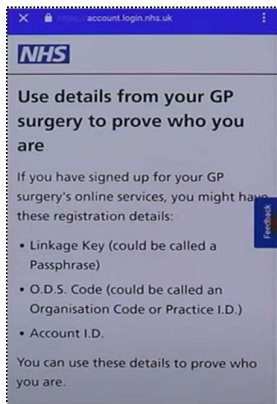 https://account.login.nhs.uk
NHS
Use details from your GP
surgery to prove who you
are
If you have signed up for your GP
surgery's online services, you might have
these registration details:
Feedback
• Linkage Key (could be called a
Passphrase)
• O.D.S. Code (could be called an
Organisation Code or Practice I.D.)
• Account I.D.
You can use these details to prove who
you are.